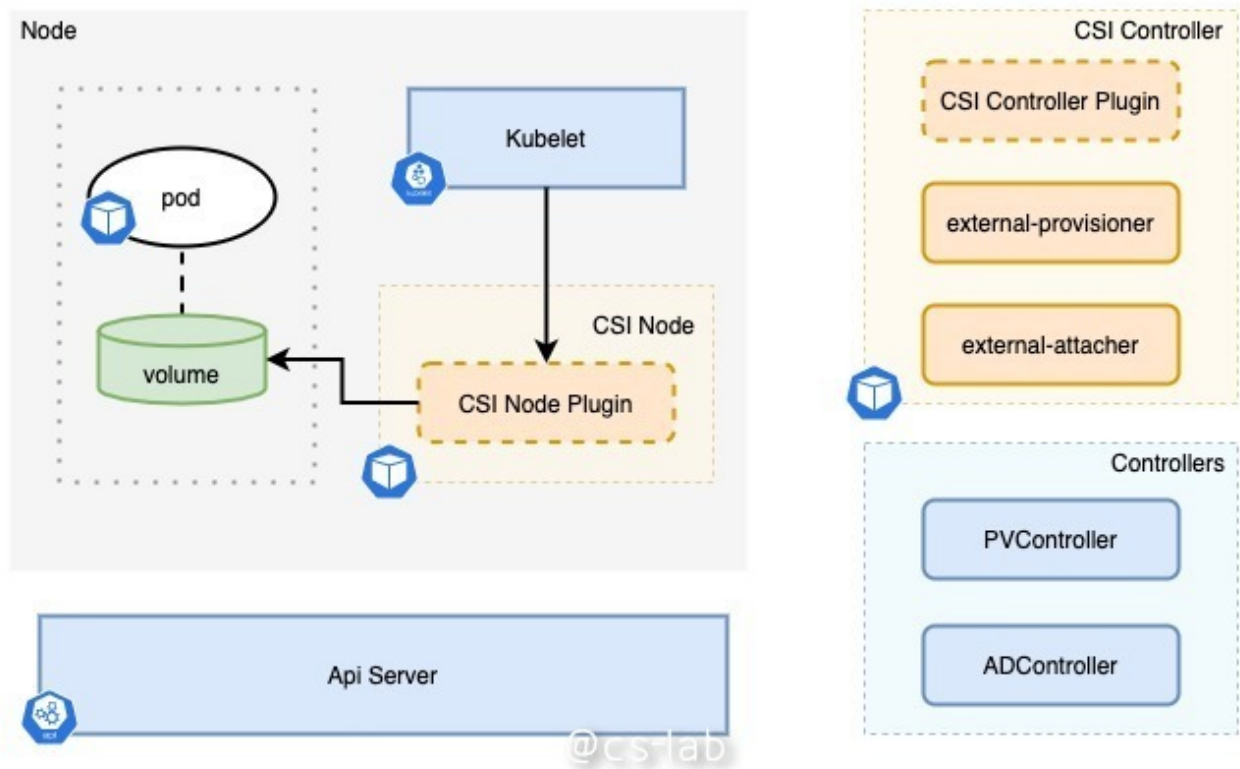 Node
Kubelet
pod
CSI Node
volume
CSI Node Plugin
Api Server
CSI Controller
CSI Controller Plugin
external-provisioner
external-attacher
Controllers
PVController
ADController
@cs-lab